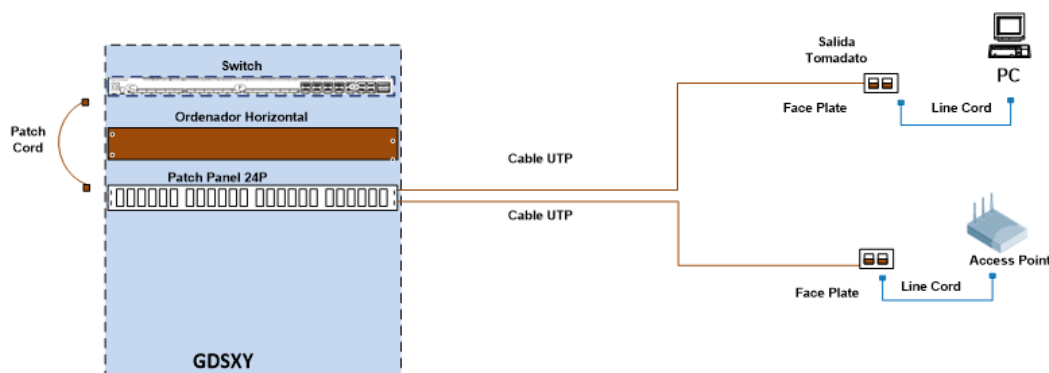 Switch
Ordenador Horizontal
Patch
Cord
Patch Panel 24P
GDSXY
Cable UTP
Cable UTP
Salida
Tomadato
PC
Face Plate
Line Cord
Access Point
Face Plate
Line Cord